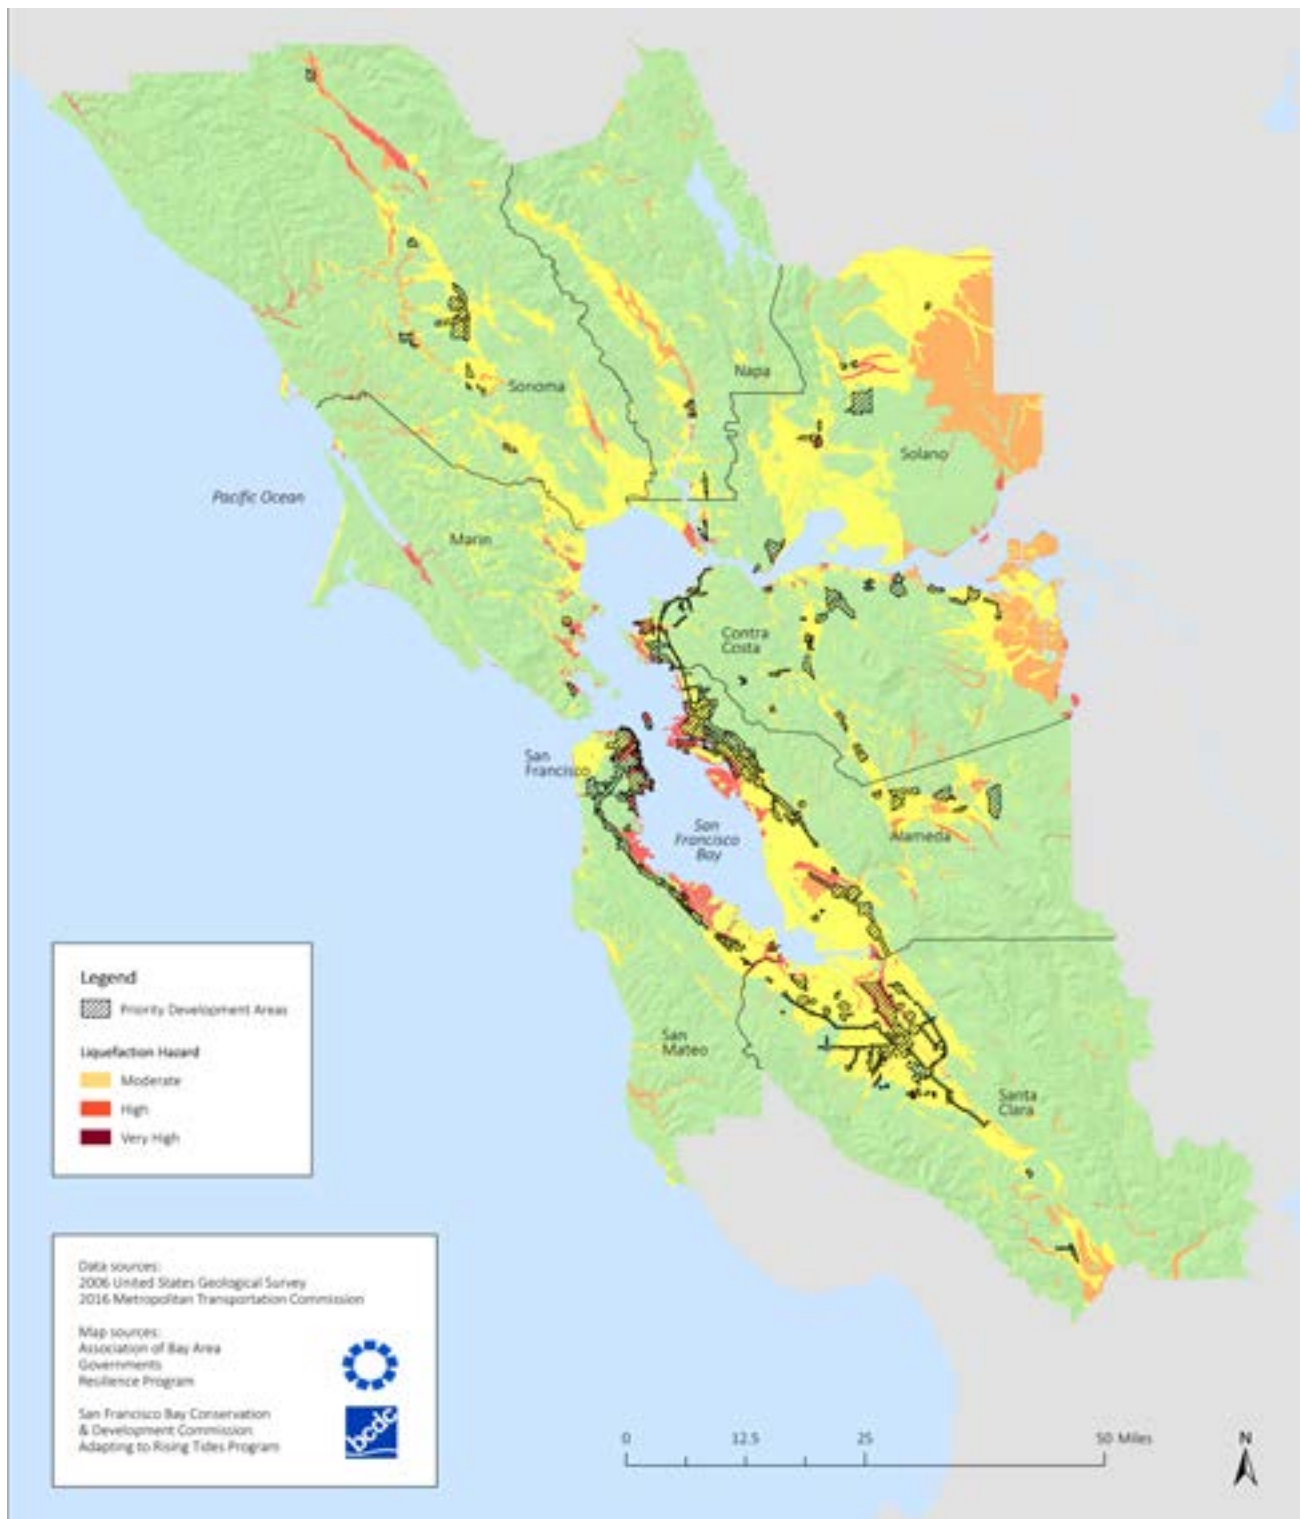 Napa
Sonoma
Solano
Pacific Ocean
Marin
Contra
Costa
San
Francisco
San
Francisco
Bay
Alameda
San
Mateo
Santa
Clara
Legend
Priority Development Areas
Liquefaction Hazard
Moderate
High
Very High
Data sources:
2006 United States Geological Survey
2016 Metropolitan Transportation Commission
Map sources:
Association of Bay Area
Governments
Resilience Program
San Francisco Bay Conservation
& Development Commission
Adapting to Rising Tides Program
bcdc
0 12.5 25 50 Miles
N